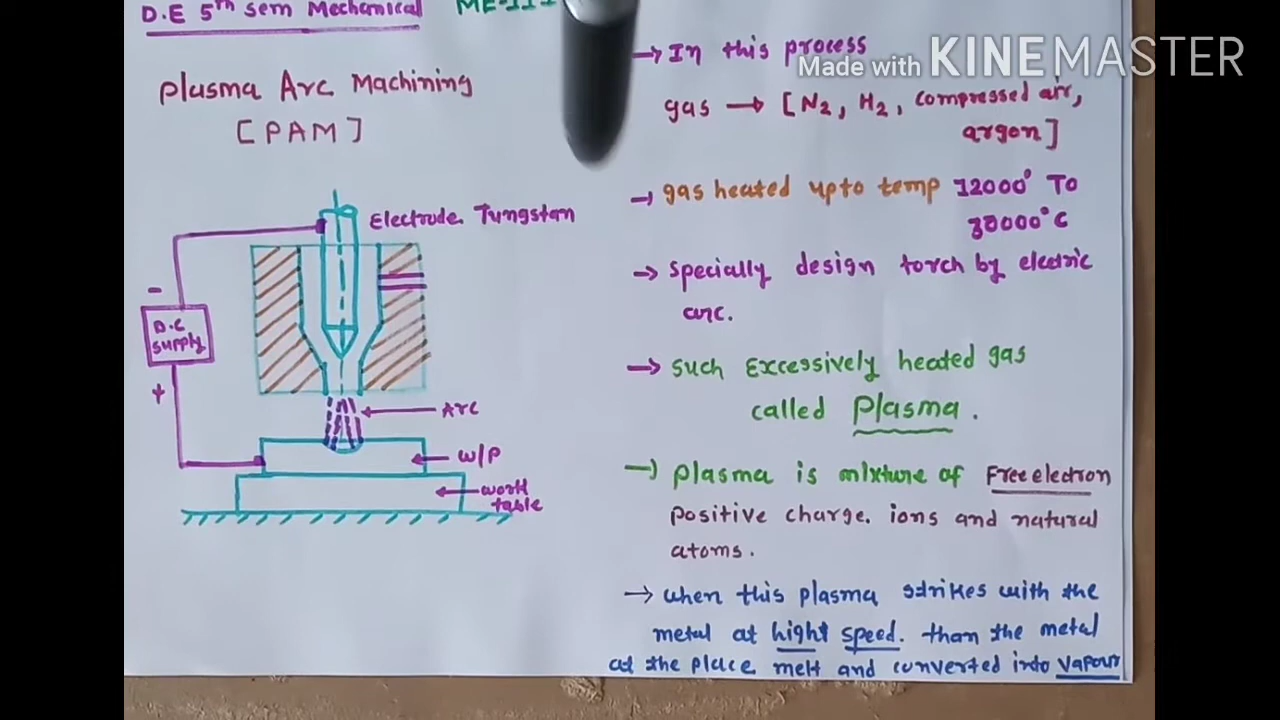 D.E 5th sem Mechanical
Plasma Arc Machining
[PAM]
Electrode Tungsten
-
D.C
supply
+
Arc
W/P
work
table
Made with KINEMASTER
→ In this process
gas → [N2, H2, compressed air,
argon]
→ gas heated upto temp 12000° To
30000°C
→ Specially design torch by electric
arc.
→ Such Excessively heated gas
called Plasma.
→ Plasma is mixture of Free electron
Positive charge ions and natural
atoms.
→ when this plasma strikes with the
metal at hight speed. than the metal
at the place melt and converted into vapour